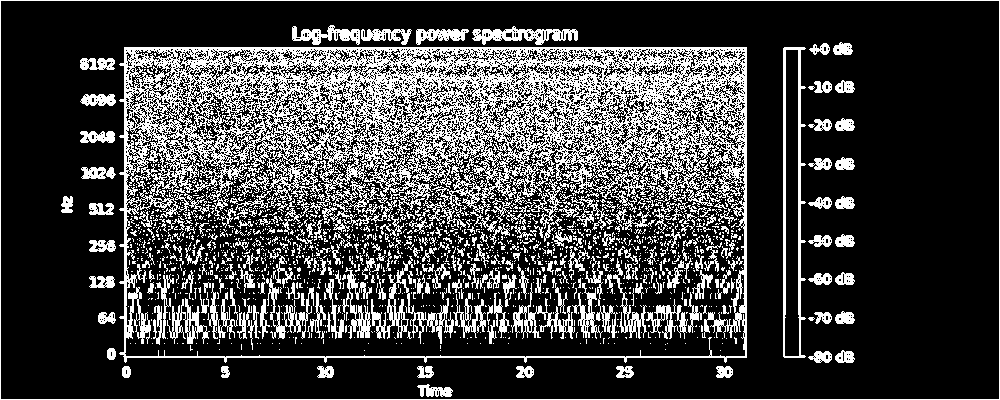 Log-frequency power spectrogram
8192
4096
2048
1024
512
256
128
64
0
Hz
0 5 10 15 20 25 30
Time
+0 dB
-10 dB
-20 dB
-30 dB
-40 dB
-50 dB
-60 dB
-70 dB
-80 dB